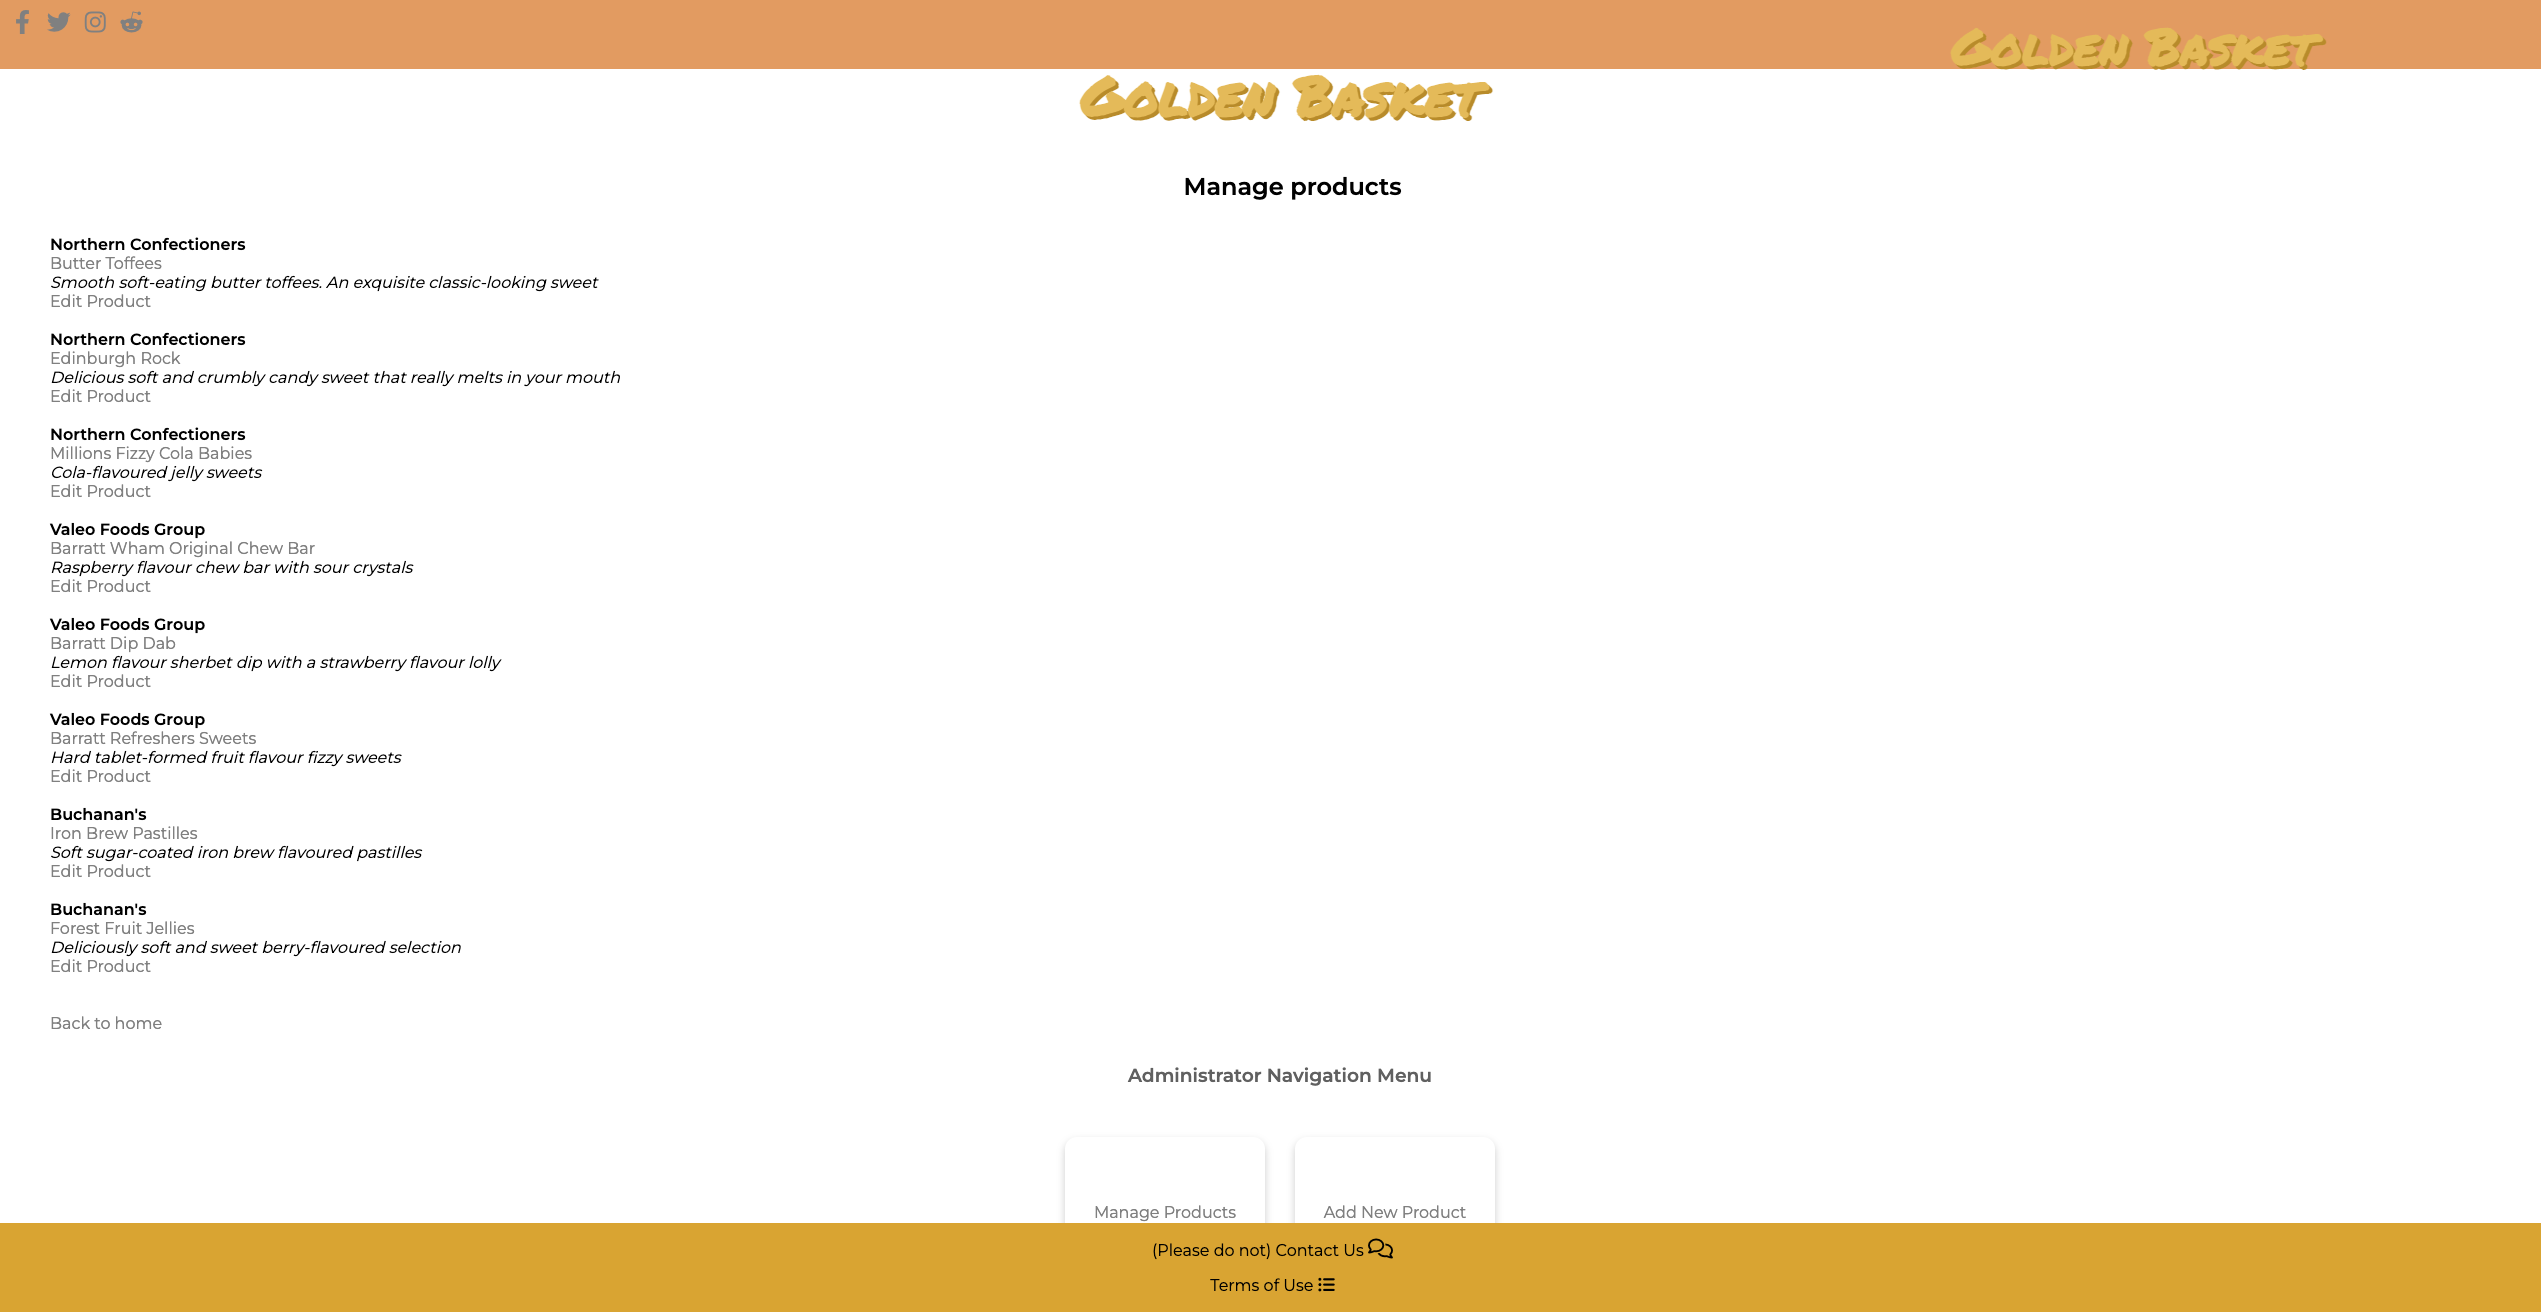 Golden Basket
Golden Basket
Manage products
Northern Confectioners
Butter Toffees
Smooth soft-eating butter toffees. An exquisite classic-looking sweet
Edit Product
Northern Confectioners
Edinburgh Rock
Delicious soft and crumbly candy sweet that really melts in your mouth
Edit Product
Northern Confectioners
Millions Fizzy Cola Babies
Cola-flavoured jelly sweets
Edit Product
Valeo Foods Group
Barratt Wham Original Chew Bar
Raspberry flavour chew bar with sour crystals
Edit Product
Valeo Foods Group
Barratt Dip Dab
Lemon flavour sherbet dip with a strawberry flavour lolly
Edit Product
Valeo Foods Group
Barratt Refreshers Sweets
Hard tablet-formed fruit flavour fizzy sweets
Edit Product
Buchanan's
Iron Brew Pastilles
Soft sugar-coated iron brew flavoured pastilles
Edit Product
Buchanan's
Forest Fruit Jellies
Deliciously soft and sweet berry-flavoured selection
Edit Product
Back to home
Administrator Navigation Menu
Manage Products
Add New Product
(Please do not) Contact Us
Terms of Use